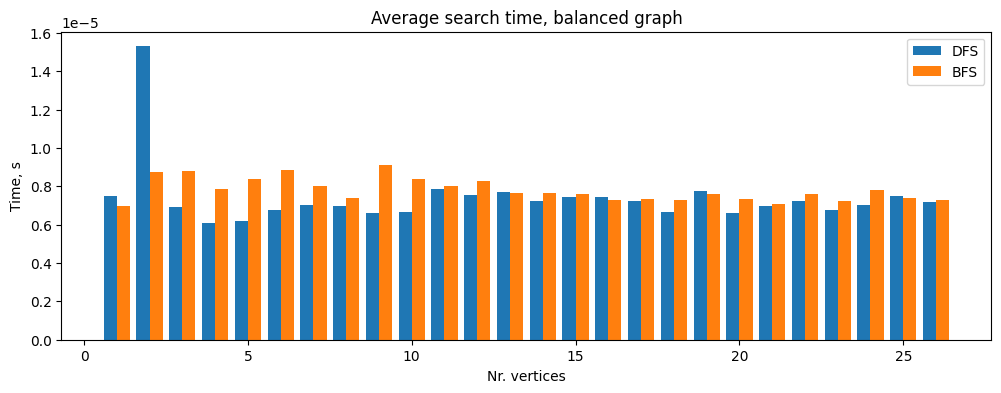 Average search time, balanced graph
1e−5
1.6
1.4
1.2
1.0
0.8
0.6
0.4
0.2
0.0
Time, s
DFS
BFS
0 5 10 15 20 25
Nr. vertices